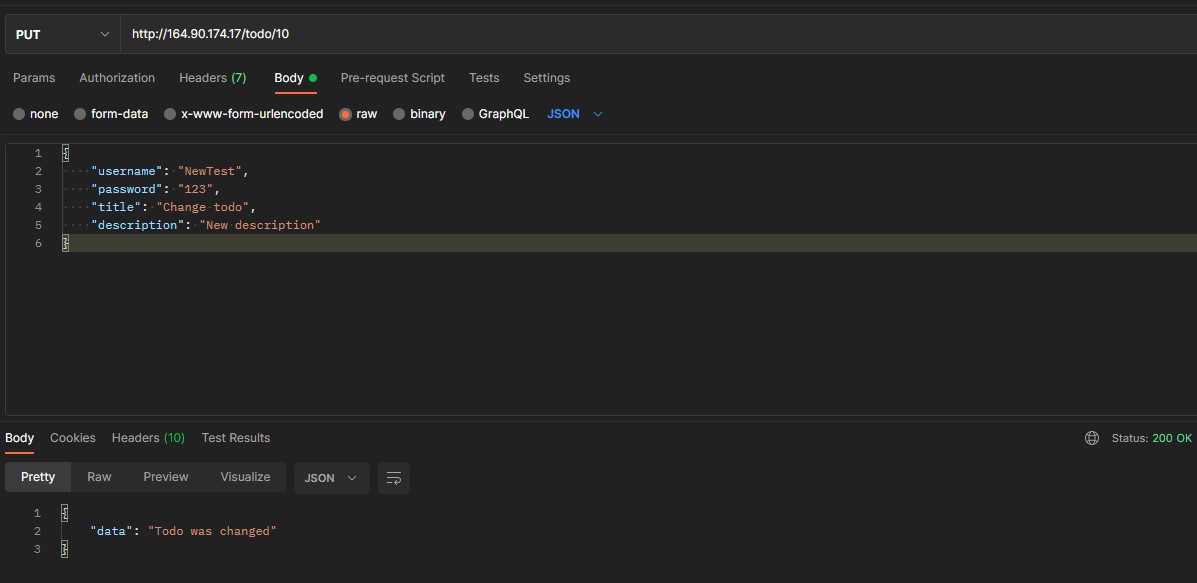 PUT http://164.90.174.17/todo/10
Params Authorization Headers (7) Body Pre-request Script Tests Settings
none form-data x-www-form-urlencoded raw binary GraphQL JSON
1 {
2 "username": "NewTest",
3 "password": "123",
4 "title": "Change todo",
5 "description": "New description"
6 }
Body Cookies Headers (10) Test Results Status: 200 OK
Pretty Raw Preview Visualize JSON
1 {
2 "data": "Todo was changed"
3 }